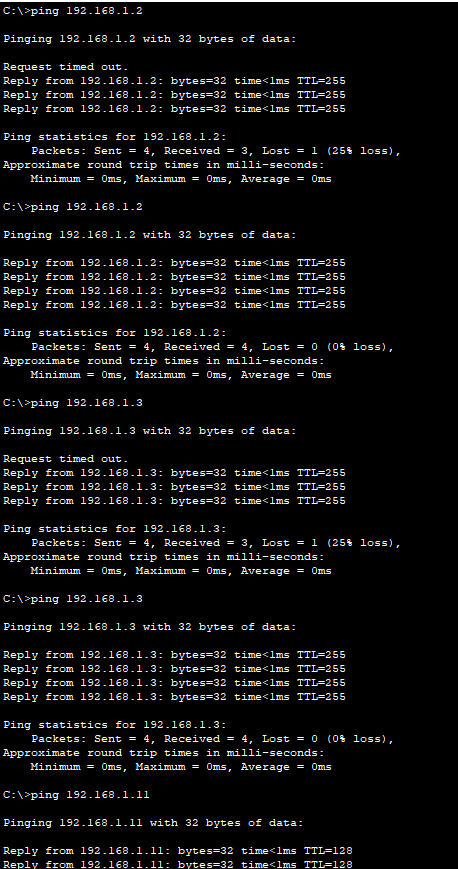 C:\>ping 192.168.1.2
Pinging 192.168.1.2 with 32 bytes of data:
Request timed out.
Reply from 192.168.1.2: bytes=32 time<1ms TTL=255
Reply from 192.168.1.2: bytes=32 time<1ms TTL=255
Reply from 192.168.1.2: bytes=32 time<1ms TTL=255
Ping statistics for 192.168.1.2:
    Packets: Sent = 4, Received = 3, Lost = 1 (25% loss),
Approximate round trip times in milli-seconds:
    Minimum = 0ms, Maximum = 0ms, Average = 0ms
C:\>ping 192.168.1.2
Pinging 192.168.1.2 with 32 bytes of data:
Reply from 192.168.1.2: bytes=32 time<1ms TTL=255
Reply from 192.168.1.2: bytes=32 time<1ms TTL=255
Reply from 192.168.1.2: bytes=32 time<1ms TTL=255
Reply from 192.168.1.2: bytes=32 time<1ms TTL=255
Ping statistics for 192.168.1.2:
    Packets: Sent = 4, Received = 4, Lost = 0 (0% loss),
Approximate round trip times in milli-seconds:
    Minimum = 0ms, Maximum = 0ms, Average = 0ms
C:\>ping 192.168.1.3
Pinging 192.168.1.3 with 32 bytes of data:
Request timed out.
Reply from 192.168.1.3: bytes=32 time<1ms TTL=255
Reply from 192.168.1.3: bytes=32 time<1ms TTL=255
Reply from 192.168.1.3: bytes=32 time<1ms TTL=255
Ping statistics for 192.168.1.3:
    Packets: Sent = 4, Received = 3, Lost = 1 (25% loss),
Approximate round trip times in milli-seconds:
    Minimum = 0ms, Maximum = 0ms, Average = 0ms
C:\>ping 192.168.1.3
Pinging 192.168.1.3 with 32 bytes of data:
Reply from 192.168.1.3: bytes=32 time<1ms TTL=255
Reply from 192.168.1.3: bytes=32 time<1ms TTL=255
Reply from 192.168.1.3: bytes=32 time<1ms TTL=255
Reply from 192.168.1.3: bytes=32 time<1ms TTL=255
Ping statistics for 192.168.1.3:
    Packets: Sent = 4, Received = 4, Lost = 0 (0% loss),
Approximate round trip times in milli-seconds:
    Minimum = 0ms, Maximum = 0ms, Average = 0ms
C:\>ping 192.168.1.11
Pinging 192.168.1.11 with 32 bytes of data:
Reply from 192.168.1.11: bytes=32 time<1ms TTL=128
Reply from 192.168.1.11: bytes=32 time<1ms TTL=128